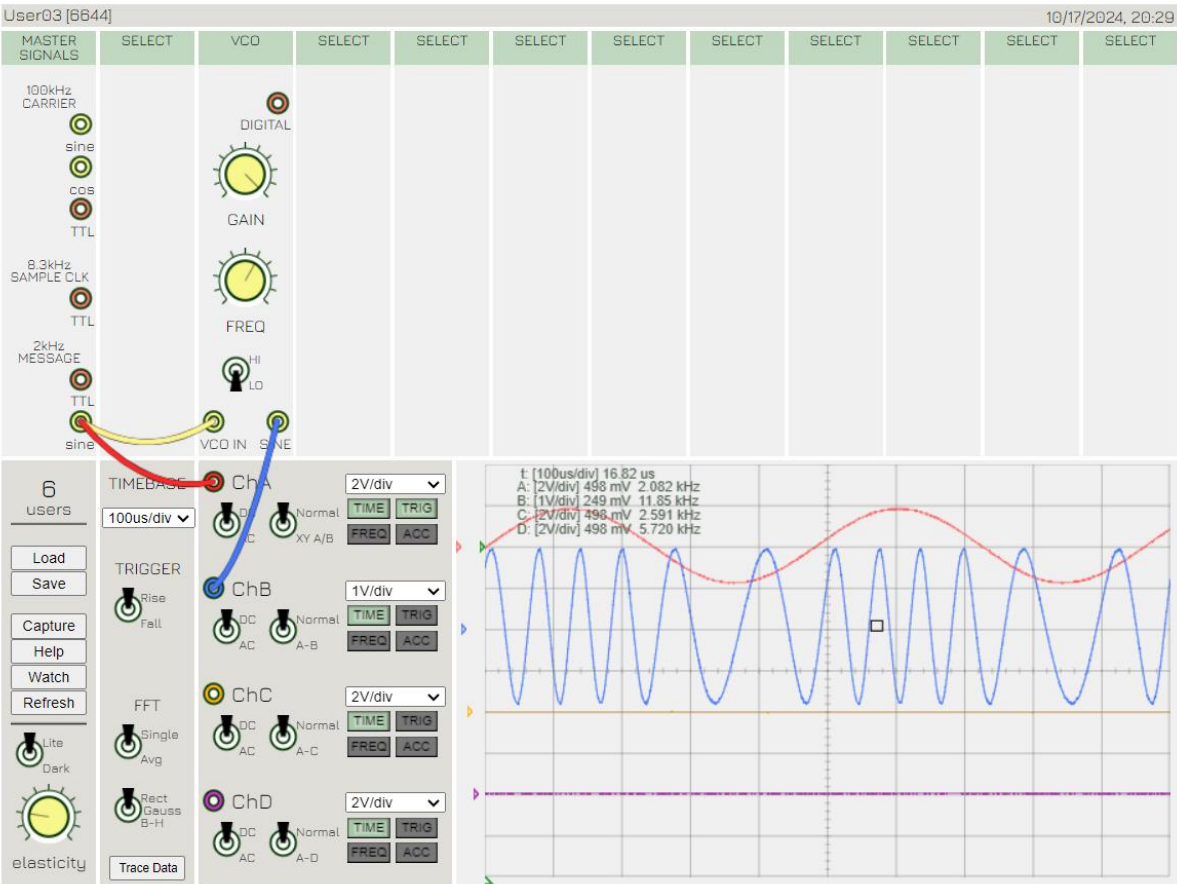 User03 [6644]
10/17/2024, 20:29
MASTER SIGNALS
SELECT
VCO
SELECT
SELECT
SELECT
SELECT
SELECT
SELECT
SELECT
SELECT
SELECT
100kHz
CARRIER
sine
cos
TTL
8.3kHz
SAMPLE CLK
TTL
2kHz
MESSAGE
TTL
sine
DIGITAL
GAIN
FREQ
HI
LO
VCO IN
SINE
6
users
Load
Save
Capture
Help
Watch
Refresh
Lite
Dark
elasticity
TIMEBASE
100us/div
TRIGGER
Rise
Fall
FFT
Single
Avg
Rect
Gauss
B-H
Trace Data
ChA
2V/div
DC
AC
Normal
XY A/B
TIME
TRIG
FREQ
ACC
ChB
1V/div
DC
AC
Normal
A-B
TIME
TRIG
FREQ
ACC
ChC
2V/div
DC
AC
Normal
A-C
TIME
TRIG
FREQ
ACC
ChD
2V/div
DC
AC
Normal
A-D
TIME
TRIG
FREQ
ACC
t: [100us/div] 16.82 us
A: [2V/div] 498 mV 2.082 kHz
B: [1V/div] 249 mV 11.85 kHz
C: [2V/div] 498 mV 2.591 kHz
D: [2V/div] 498 mV 5.720 kHz